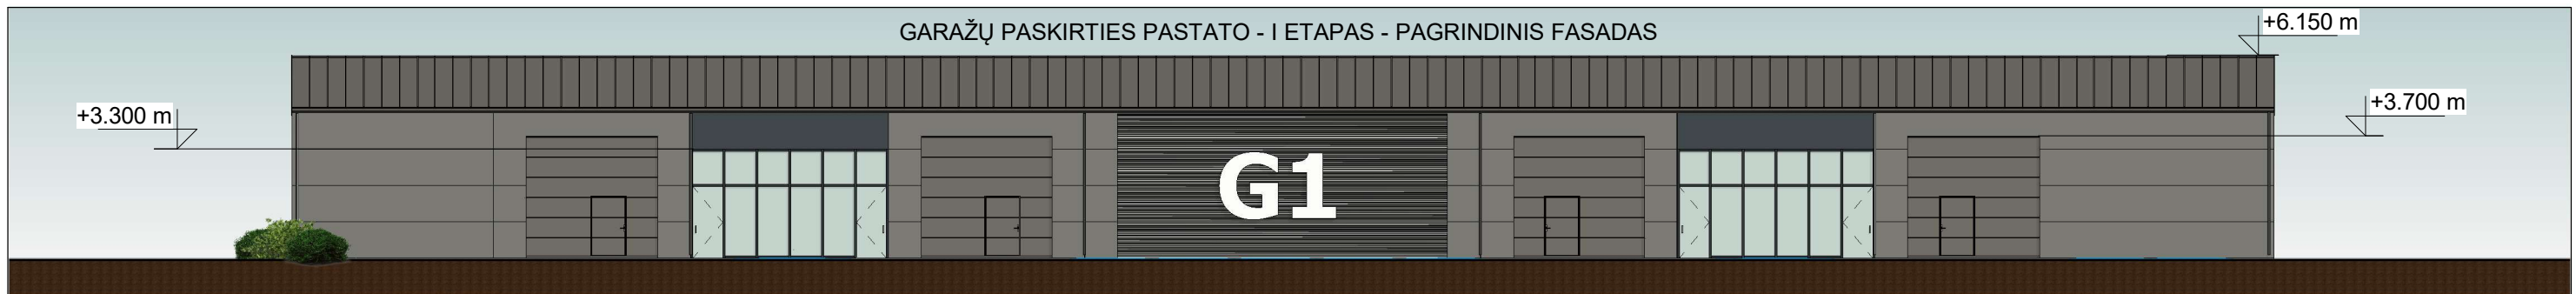 GARAŽŲ PASKIRTIES PASTATO - I ETAPAS - PAGRINDINIS FASADAS
+6.150 m
+3.300 m
+3.700 m
G1